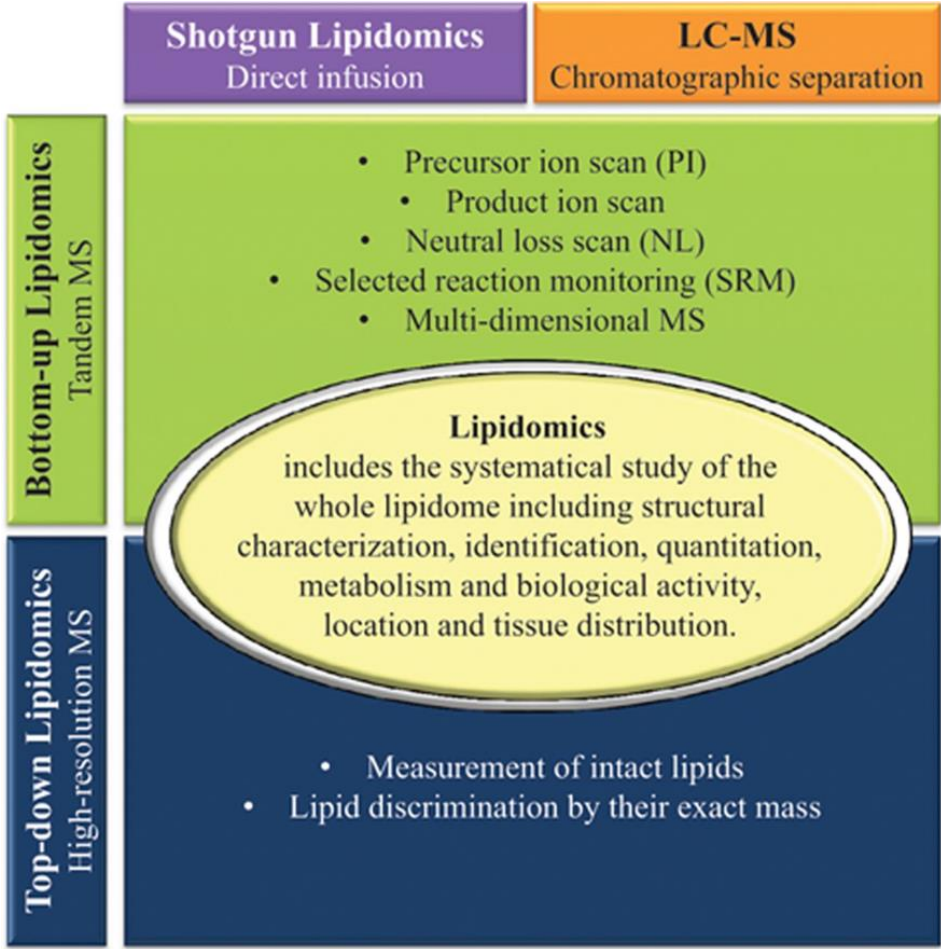 Shotgun Lipidomics
Direct infusion
LC-MS
Chromatographic separation
Bottom-up Lipidomics
Tandem MS
• Precursor ion scan (PI)
• Product ion scan
• Neutral loss scan (NL)
• Selected reaction monitoring (SRM)
• Multi-dimensional MS
Lipidomics
includes the systematical study of the
whole lipidome including structural
characterization, identification, quantitation,
metabolism and biological activity,
location and tissue distribution.
Top-down Lipidomics
High-resolution MS
• Measurement of intact lipids
• Lipid discrimination by their exact mass